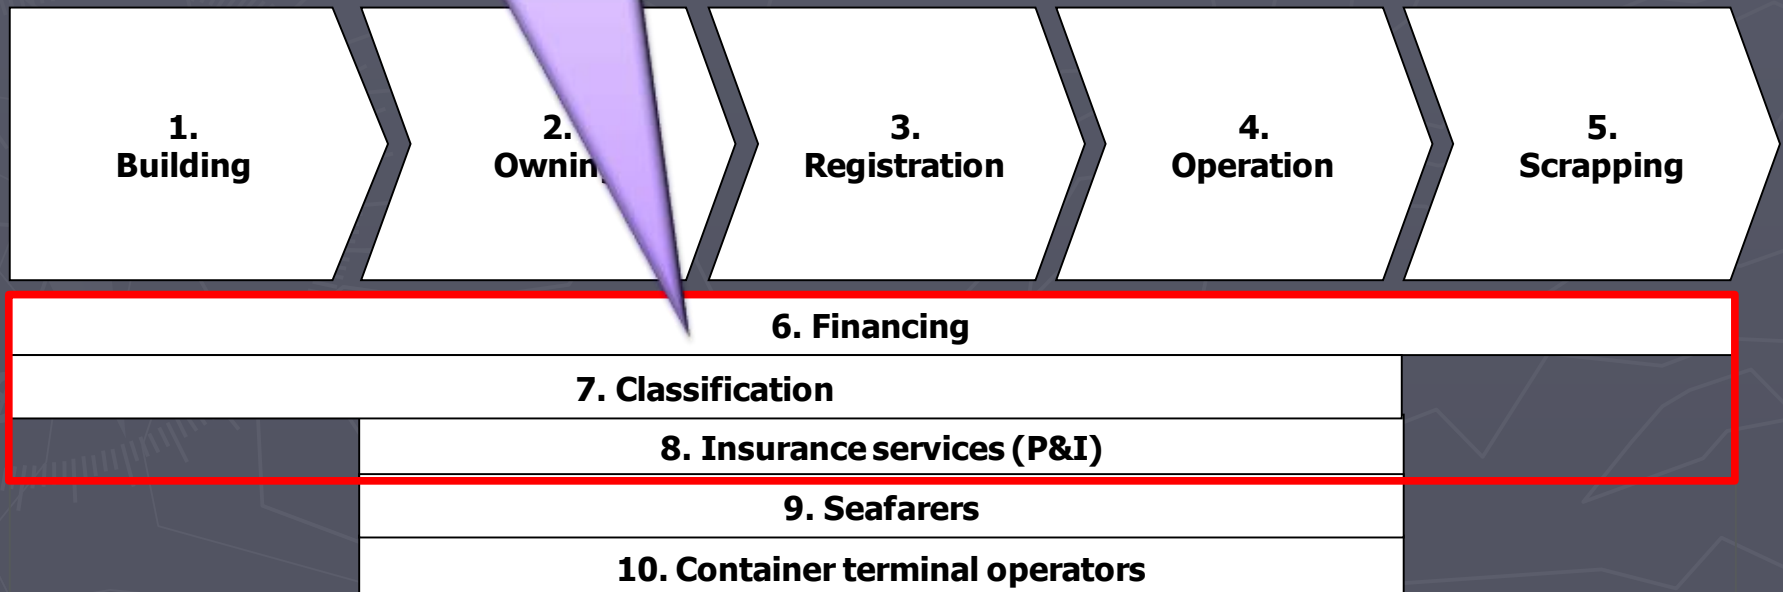 1.
Building
2.
Ownin
3.
Registration
4.
Operation
5.
Scrapping
6. Financing
7. Classification
8. Insurance services (P&I)
9. Seafarers
10. Container terminal operators